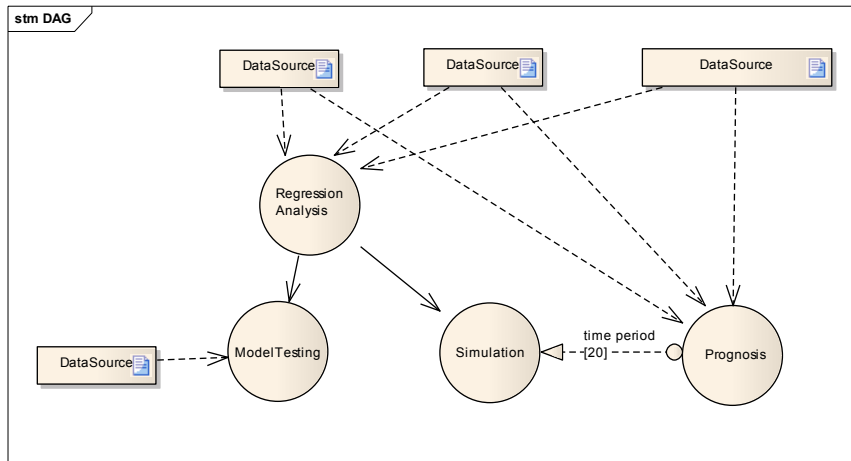 stm DAG
DataSource
DataSource
DataSource
Regression
Analysis
DataSource
ModelTesting
Simulation
time period
[20]
Prognosis